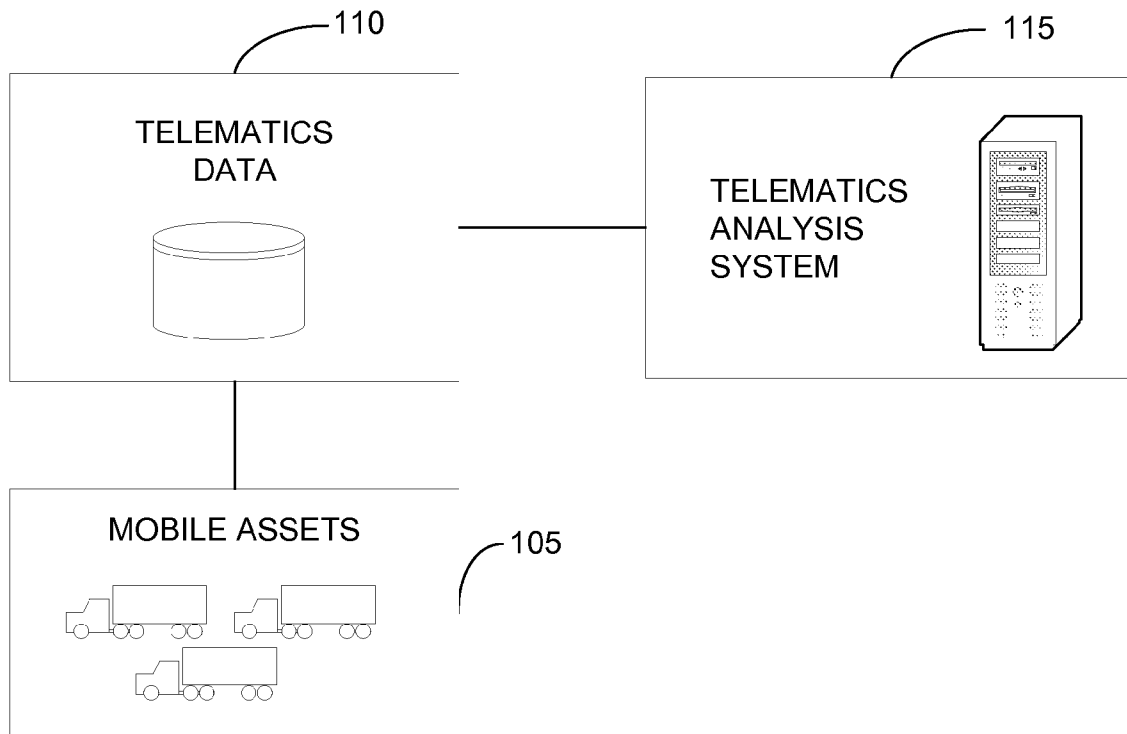 110
115
TELEMATICS
DATA
TELEMATICS
ANALYSIS
SYSTEM
MOBILE ASSETS
105